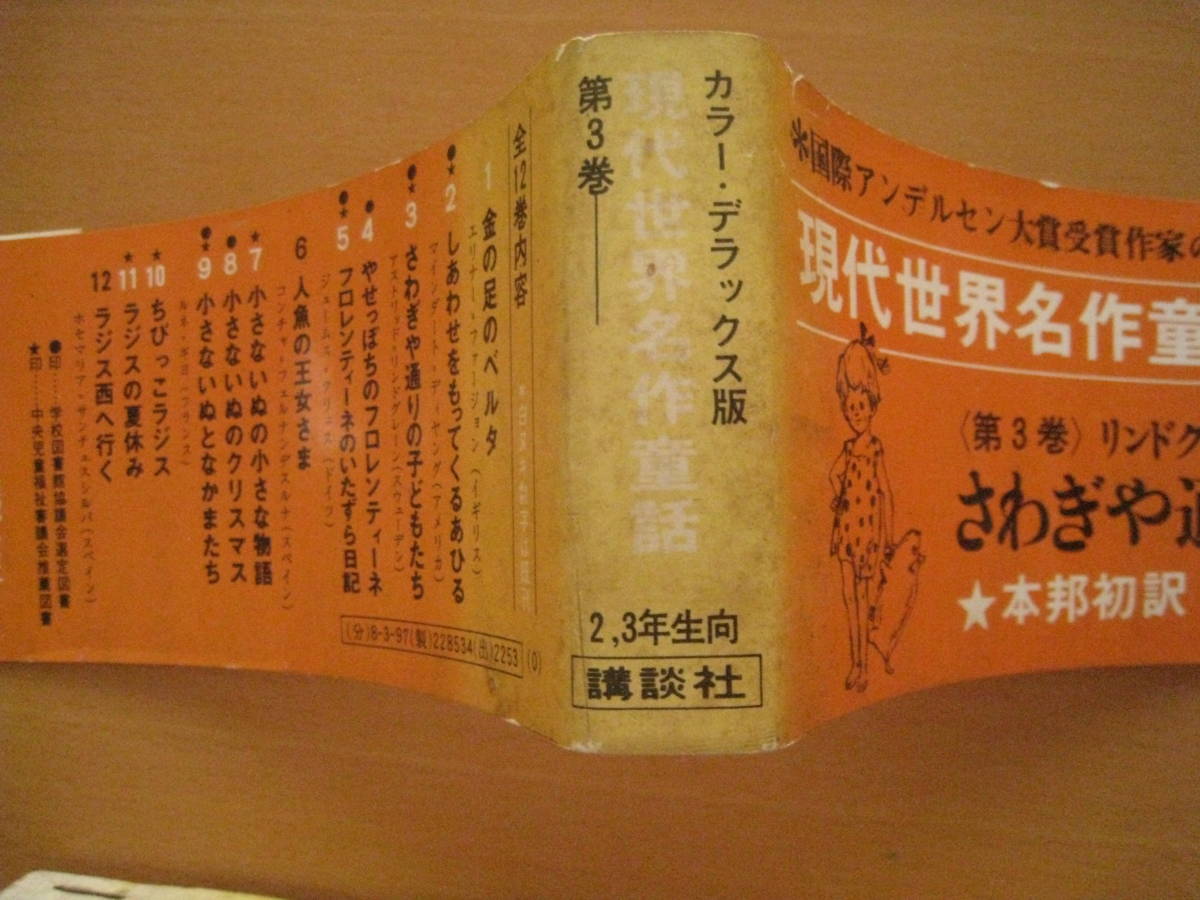 *国際アンデルセン大賞受賞作家の
現代世界名作童
〈第3巻〉リンドグ
さわぎや通
★本邦初訳
カラー・デラックス版
現代世界名作童話
第3巻
2,3年生向
講談社
全12巻内容
1 金の足のベルタ
エリナー・ファージョン（イギリス）
●★2 しあわせをもってくるあひる
マインダート・ディヤング（アメリカ）
●★3 さわぎや通りの子どもたち
アストリッド・リンドグレーン（スウェーデン）
●4 やせっぽちのフロレンティーネ
●★5 フロレンティーネのいたずら日記
ジェームス・クリュス（ドイツ）
6 人魚の王女さま
コンチャ・フェルナンデスルナ（スペイン）
★7 小さないぬの小さな物語
●8 小さないぬのクリスマス
●★9 小さないぬとなかまたち
ルネ・ギヨ（フランス）
★10 ちびっこラジス
★11 ラジスの夏休み
12 ラジス西へ行く
ホセマリア・サンチェスシルバ（スペイン）
●印……学校図書館協議会選定図書
★印……中央児童福祉審議会推薦図書
(分)8-3-97(製)228534(出)2253 (0)